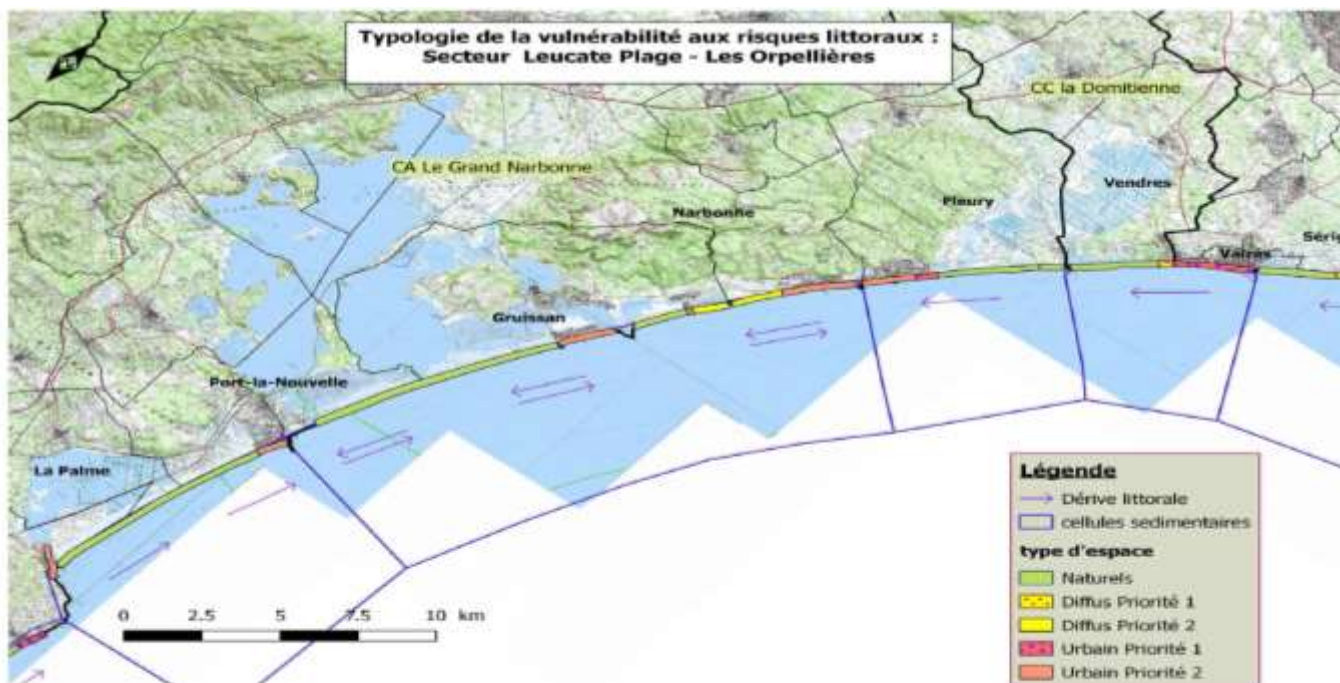 Typologie de la vulnérabilité aux risques littoraux :
Secteur Leucate Plage - Les Orpellières
CC la Domitienne
CA Le Grand Narbonne
Vendres
Fleury
Narbonne
Valras
Séri
Gruissan
Port-la-Nouvelle
La Palme
0 2.5 5 7.5 10 km
Légende
Dérive littorale
cellules sedimentaires
type d'espace
Naturels
Diffus Priorité 1
Diffus Priorité 2
Urbain Priorité 1
Urbain Priorité 2